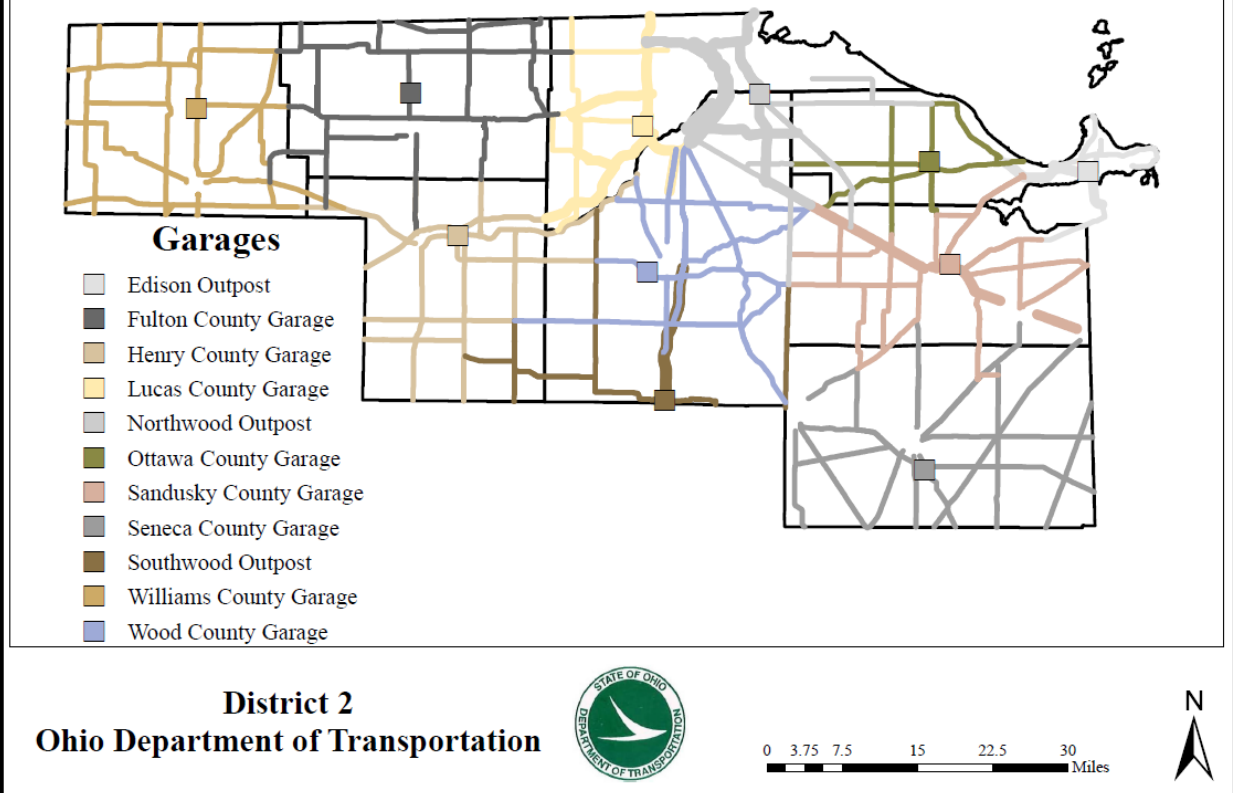 Garages
Edison Outpost
Fulton County Garage
Henry County Garage
Lucas County Garage
Northwood Outpost
Ottawa County Garage
Sandusky County Garage
Seneca County Garage
Southwood Outpost
Williams County Garage
Wood County Garage
District 2
Ohio Department of Transportation
STATE OF OHIO
DEPARTMENT OF TRANSPORTATION
0 3.75 7.5 15 22.5 30
Miles
N